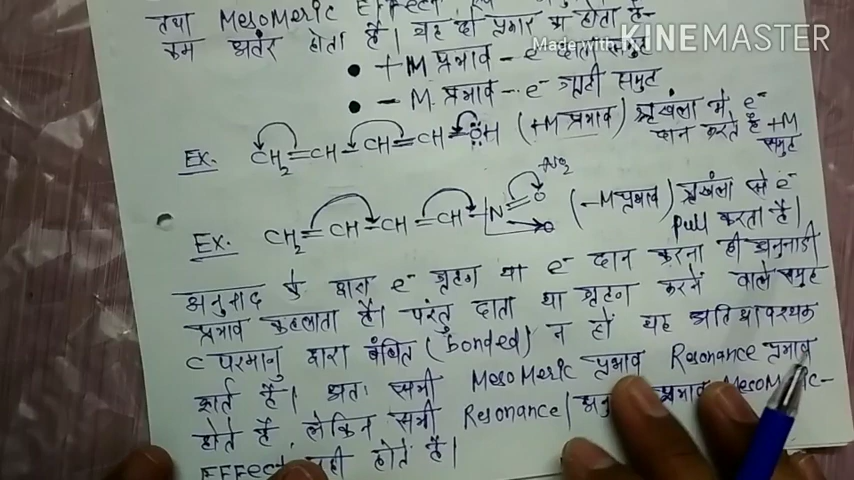 तथा Mesomeric Effect
कम अंतर होता है। यह दो प्रकार का होता है-
Made with KINEMASTER
• +M प्रभाव - e⁻ दाता समुह
• - M. प्रभाव - e⁻ ग्राही समुह
Ex. CH₂=CH-CH=CH-ÖH (+M प्रभाव) श्रृखंला मे e⁻
दान करते है +M
समुह
NO₂
Ex. CH₂=CH-CH=CH-N=O (-M प्रभाव) श्रृखंला से e⁻
O
Pull करता है।
अनुनाद के द्वारा e⁻ ग्रहण या e⁻ दान करना ही अनुनादी
प्रभाव कहलाता है। परंतु दाता या ग्रहण करने वाले समुह
C परमाणु द्वारा बंधित (bonded) न हों यह अतिआवश्यक
शर्त है। अतः सभी Mesomeric प्रभाव Resonance प्रभाव
होते है, लेकिन सभी Resonance/ प्रभाव Mesomeric-
Effect नही होते है।